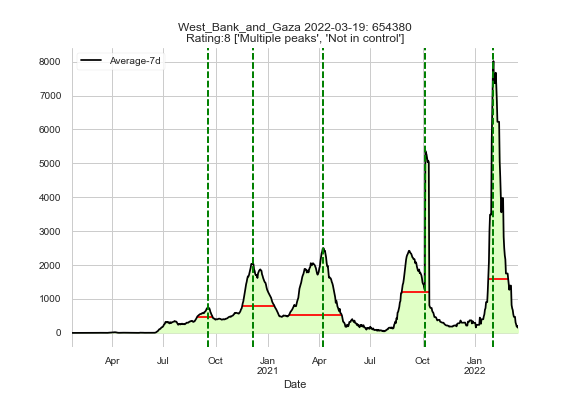 West_Bank_and_Gaza 2022-03-19: 654380
Rating:8 ['Multiple peaks', 'Not in control']
Average-7d
8000
7000
6000
5000
4000
3000
2000
1000
0
Apr Jul Oct Jan Apr Jul Oct Jan
2021 2022
Date